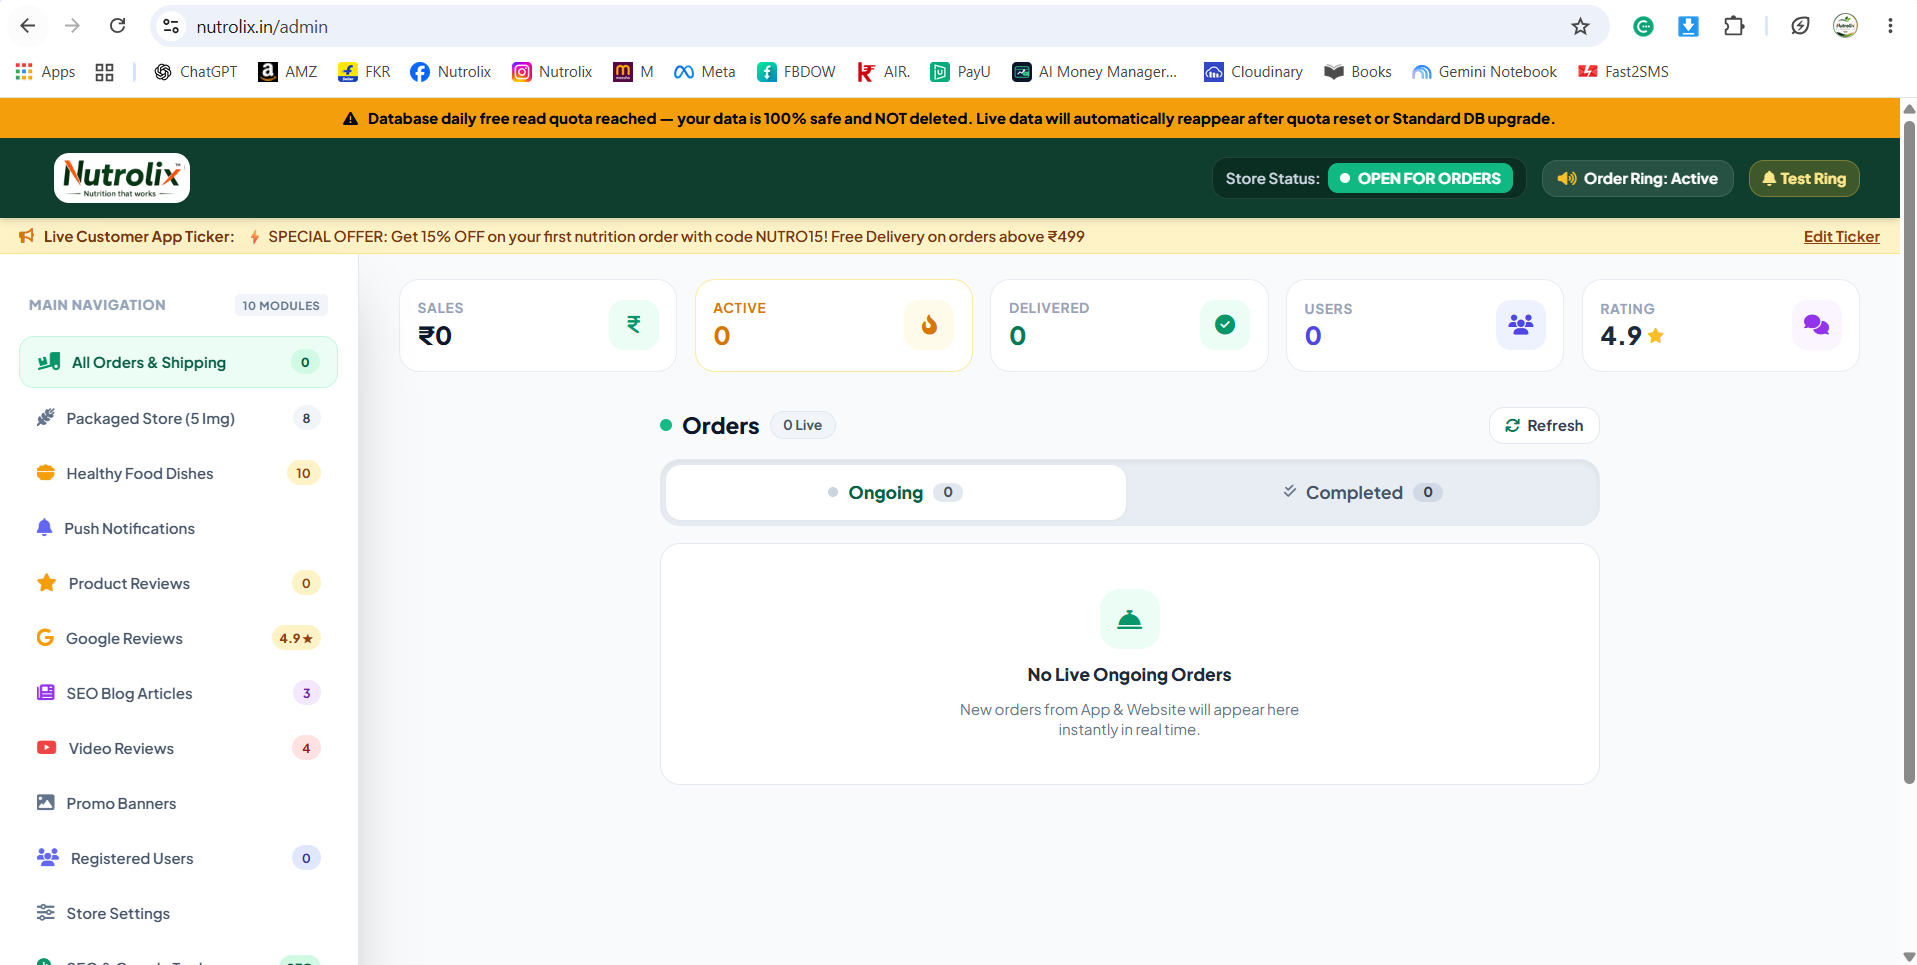 nutrolix.in/admin
Apps ChatGPT AMZ FKR Nutrolix Nutrolix M Meta FBDOW AIR. PayU AI Money Manager... Cloudinary Books Gemini Notebook Fast2SMS
Database daily free read quota reached — your data is 100% safe and NOT deleted. Live data will automatically reappear after quota reset or Standard DB upgrade.
Nutrolix™
Nutrition that works
Store Status: OPEN FOR ORDERS
Order Ring: Active
Test Ring
Live Customer App Ticker: SPECIAL OFFER: Get 15% OFF on your first nutrition order with code NUTRO15! Free Delivery on orders above ₹499
Edit Ticker
MAIN NAVIGATION 10 MODULES
All Orders & Shipping 0
Packaged Store (5 Img) 8
Healthy Food Dishes 10
Push Notifications
Product Reviews 0
Google Reviews 4.9★
SEO Blog Articles 3
Video Reviews 4
Promo Banners
Registered Users 0
Store Settings
SALES
₹0
ACTIVE
0
DELIVERED
0
USERS
0
RATING
4.9
Orders 0 Live
Refresh
Ongoing 0
Completed 0
No Live Ongoing Orders
New orders from App & Website will appear here
instantly in real time.